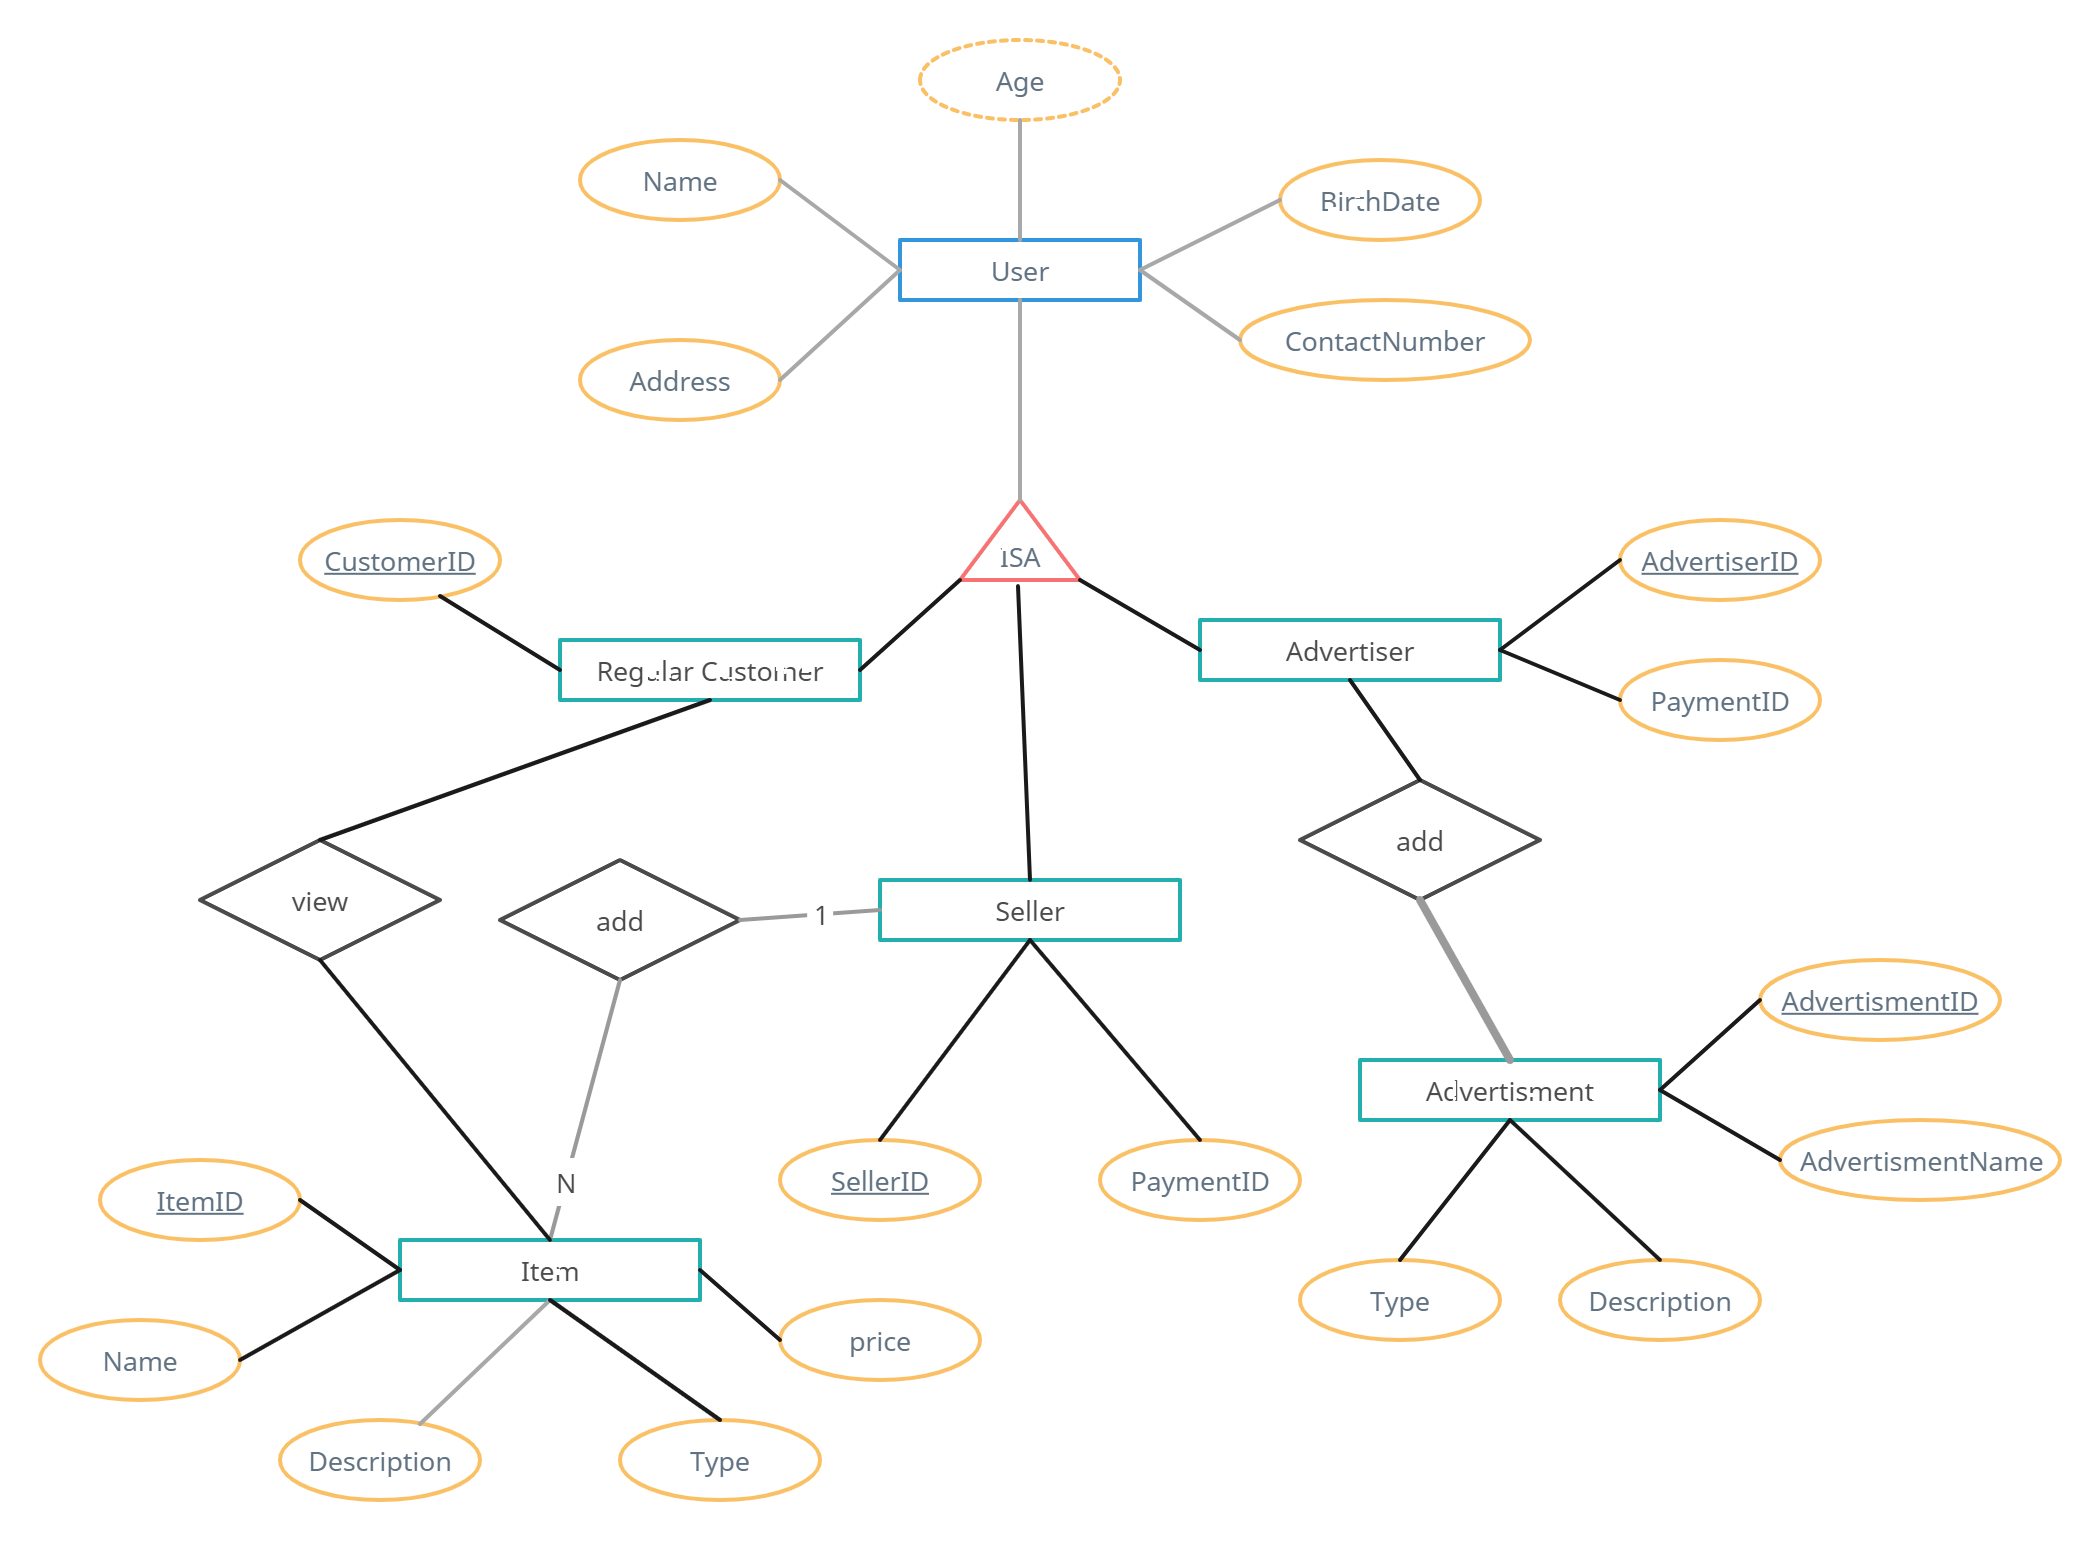 Age
Name
BirthDate
User
ContactNumber
Address
ISA
CustomerID
AdvertiserID
Regular Customer
Advertiser
PaymentID
add
view
add
1
Seller
AdvertismentID
Advertisment
AdvertismentName
N
SellerID
PaymentID
ItemID
Item
Type
Description
price
Name
Description
Type